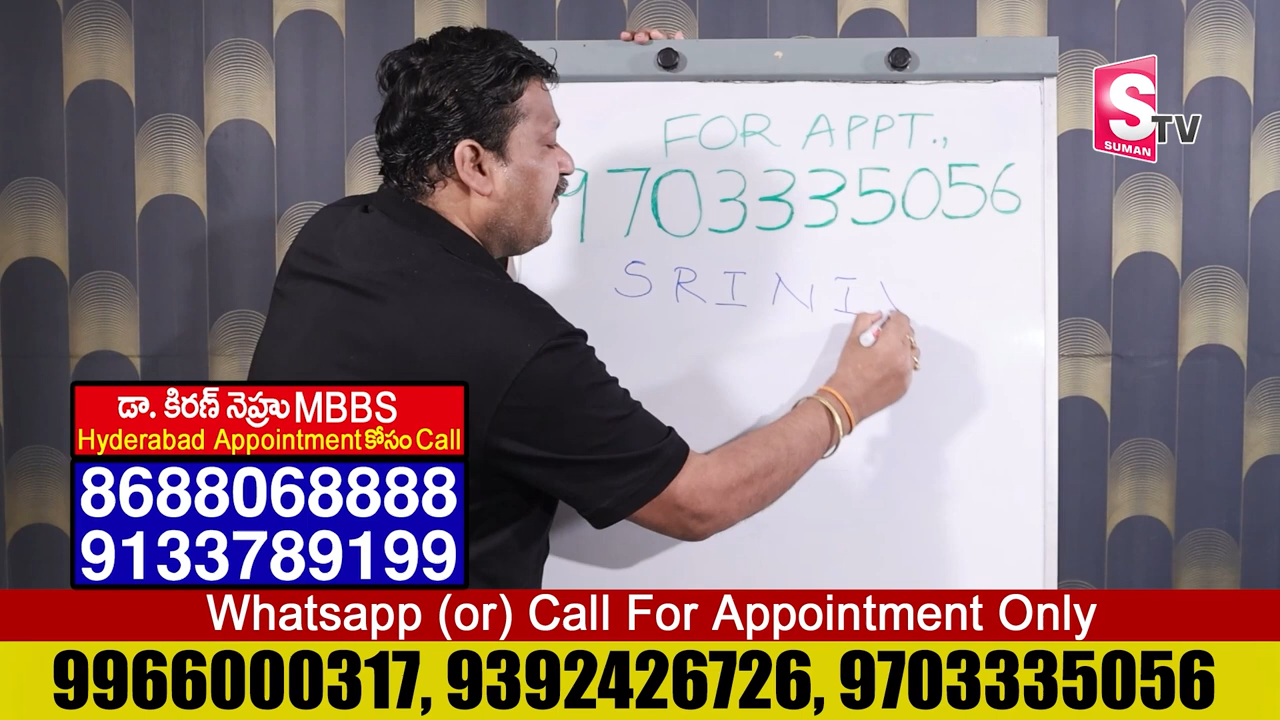 FOR APPT.,
9703335056
SRINIV
S
TV
SUMAN
డా. కిరణ్ నెహ్రు MBBS
Hyderabad Appointment కోసం Call
8688068888
9133789199
Whatsapp (or) Call For Appointment Only
9966000317, 9392426726, 9703335056